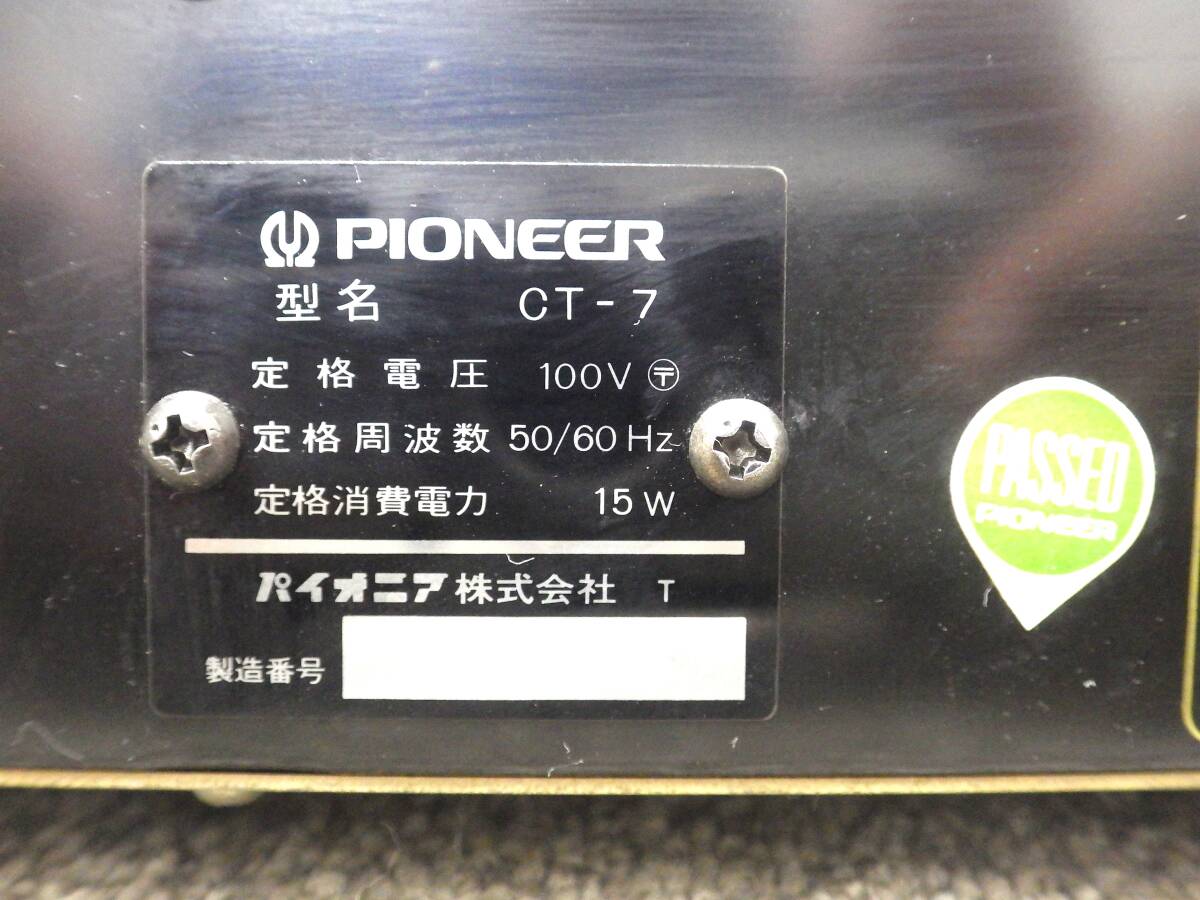 PIONEER
型名 CT-7
定格電圧 100V 〶
定格周波数 50/60 Hz
定格消費電力 15W
パイオニア株式会社 T
製造番号
PASSED
PIONEER